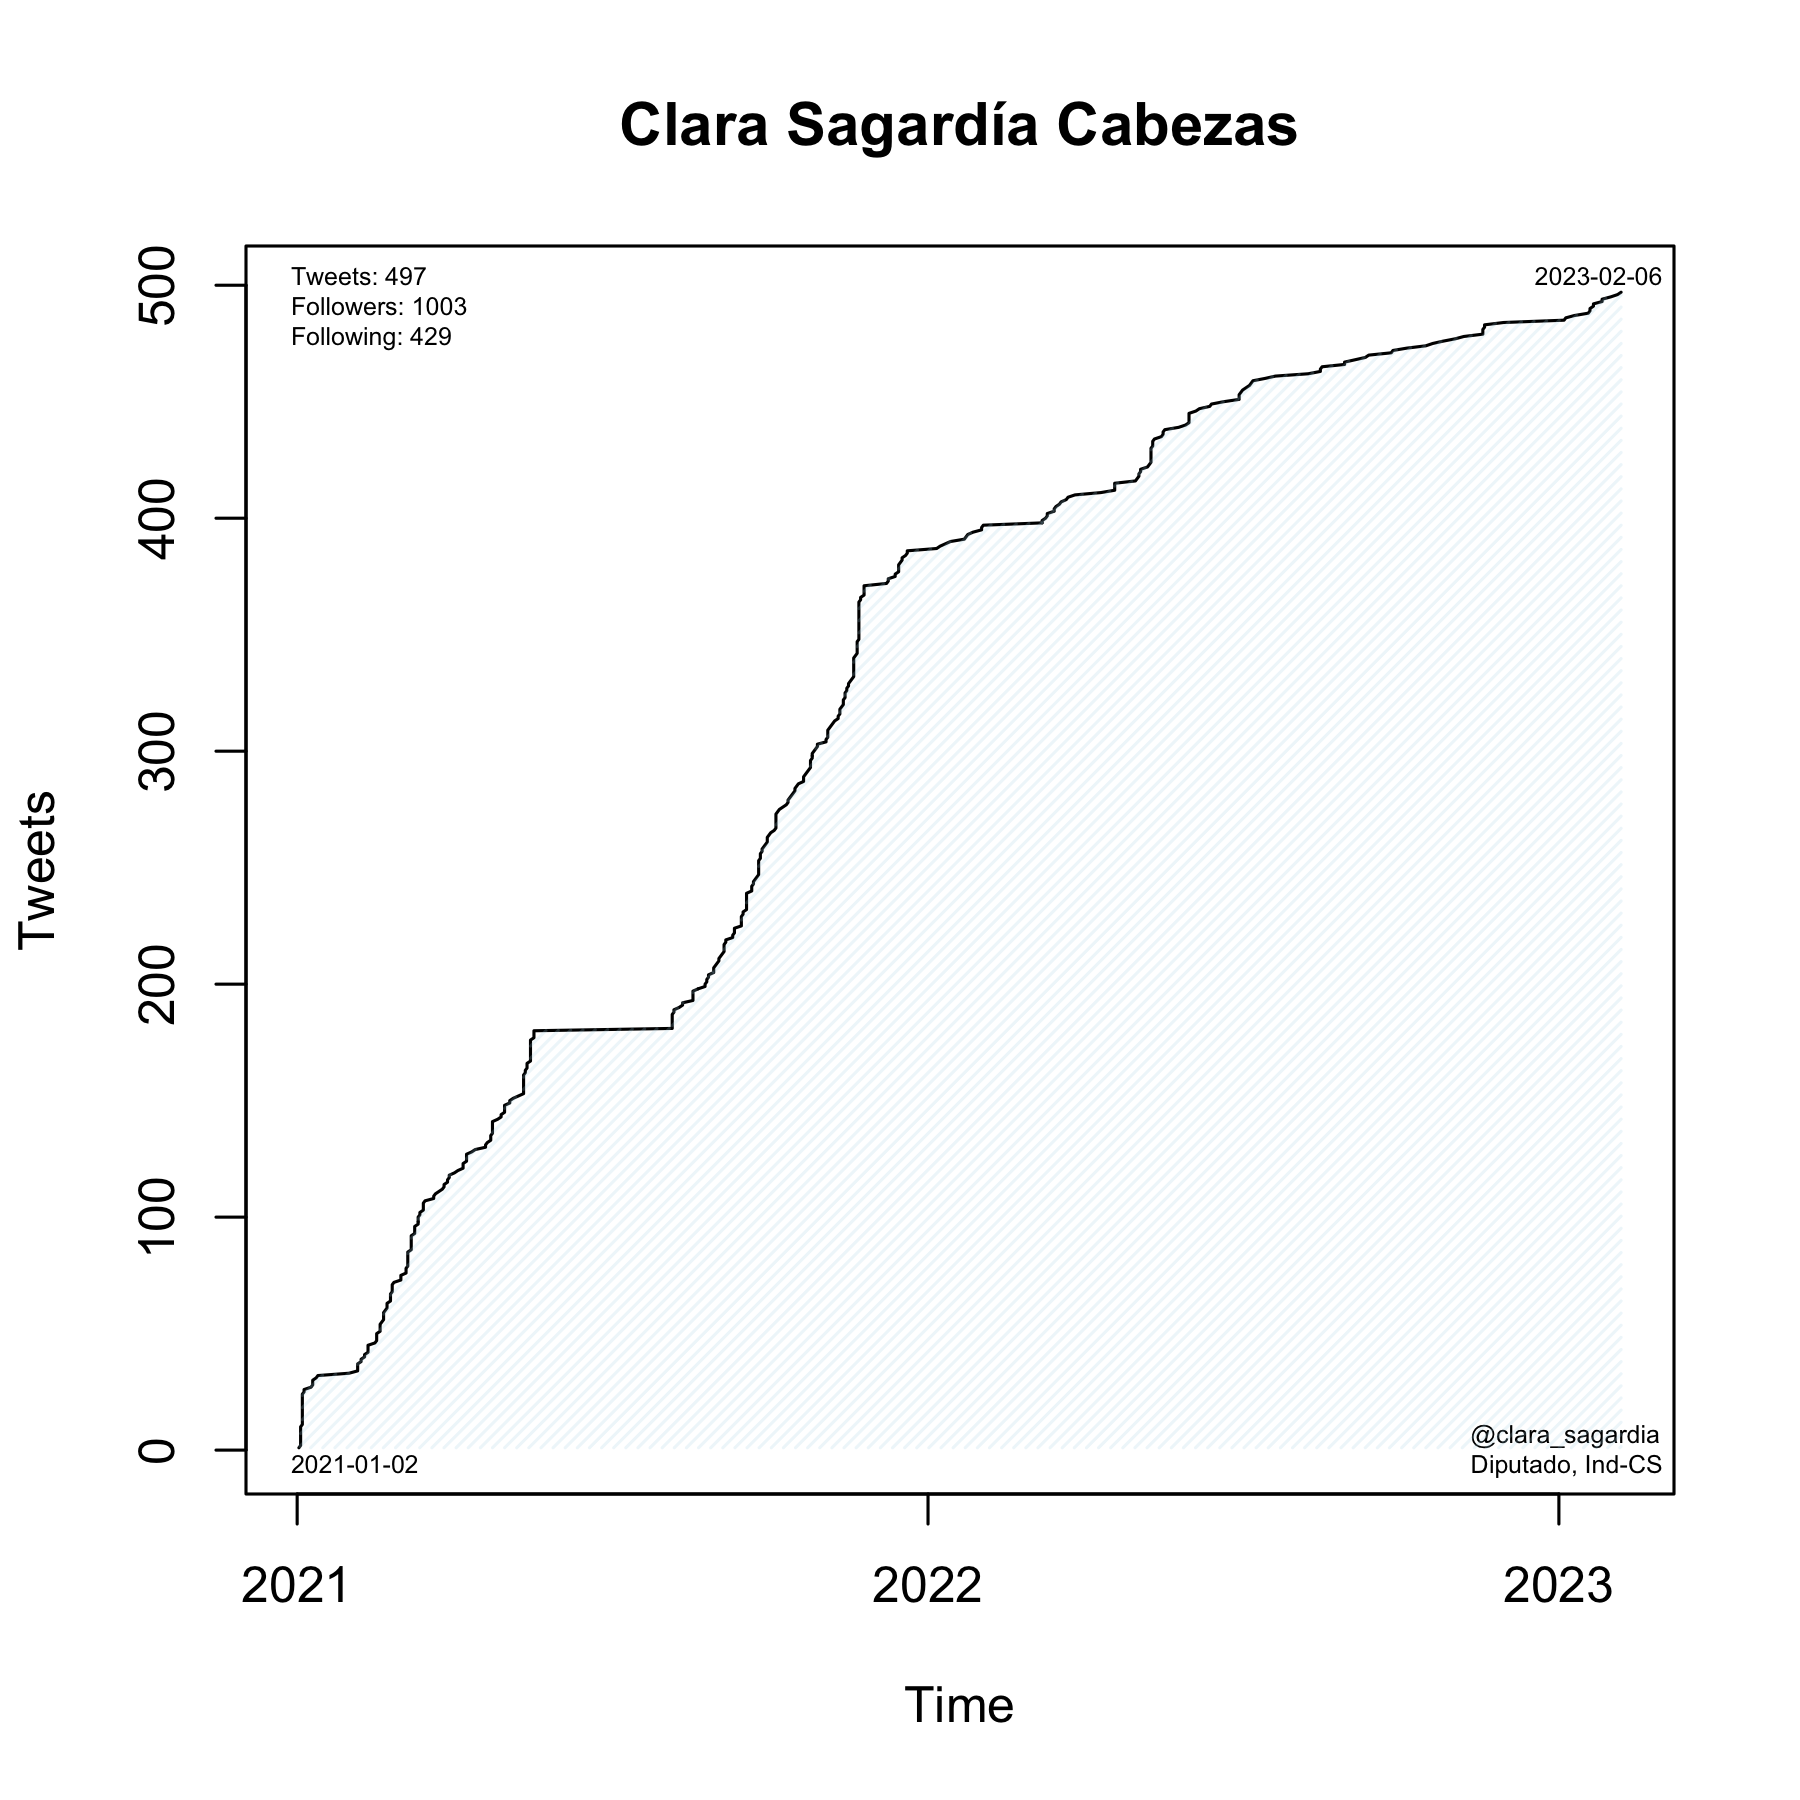 Clara Sagardía Cabezas
Tweets: 497
Followers: 1003
Following: 429
2023-02-06
500
400
300
200
100
0
Tweets
2021-01-02
@clara_sagardia
Diputado, Ind-CS
2021
2022
2023
Time